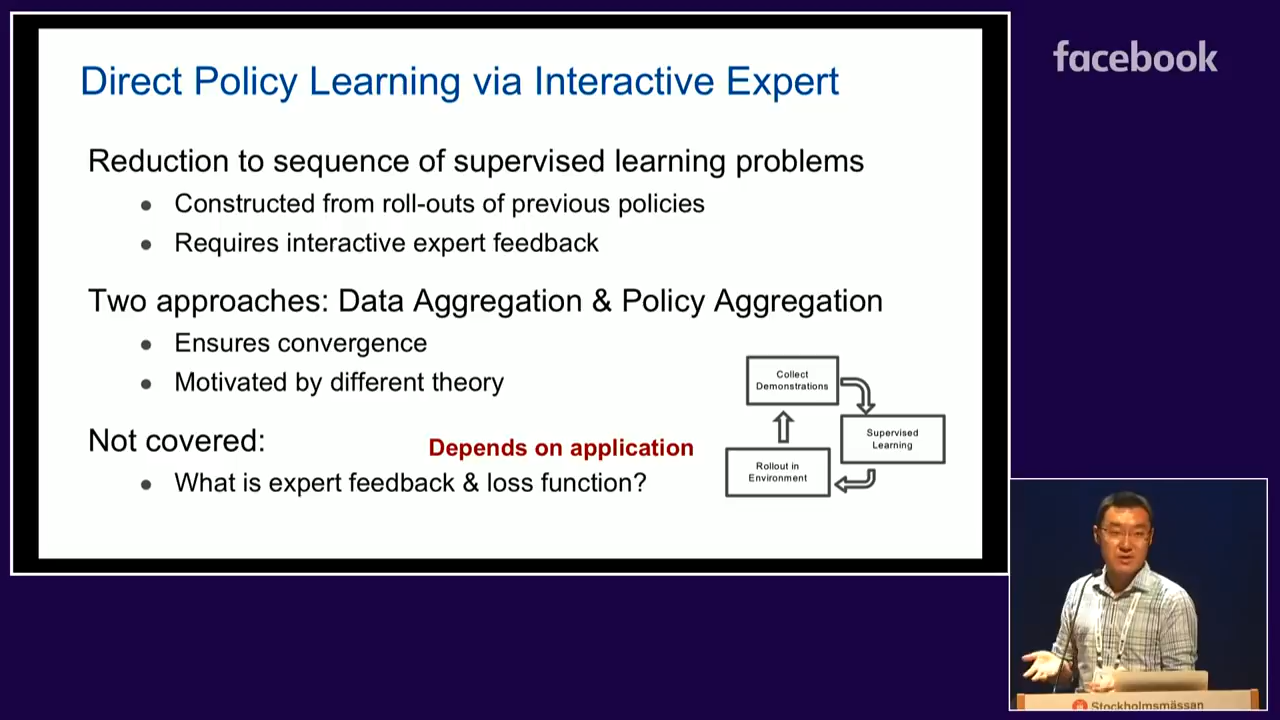 Direct Policy Learning via Interactive Expert
facebook
Reduction to sequence of supervised learning problems
● Constructed from roll-outs of previous policies
● Requires interactive expert feedback
Two approaches: Data Aggregation & Policy Aggregation
● Ensures convergence
● Motivated by different theory
Not covered:
Depends on application
● What is expert feedback & loss function?
Collect
Demonstrations
Supervised
Learning
Rollout in
Environment
Stockholmsmässan